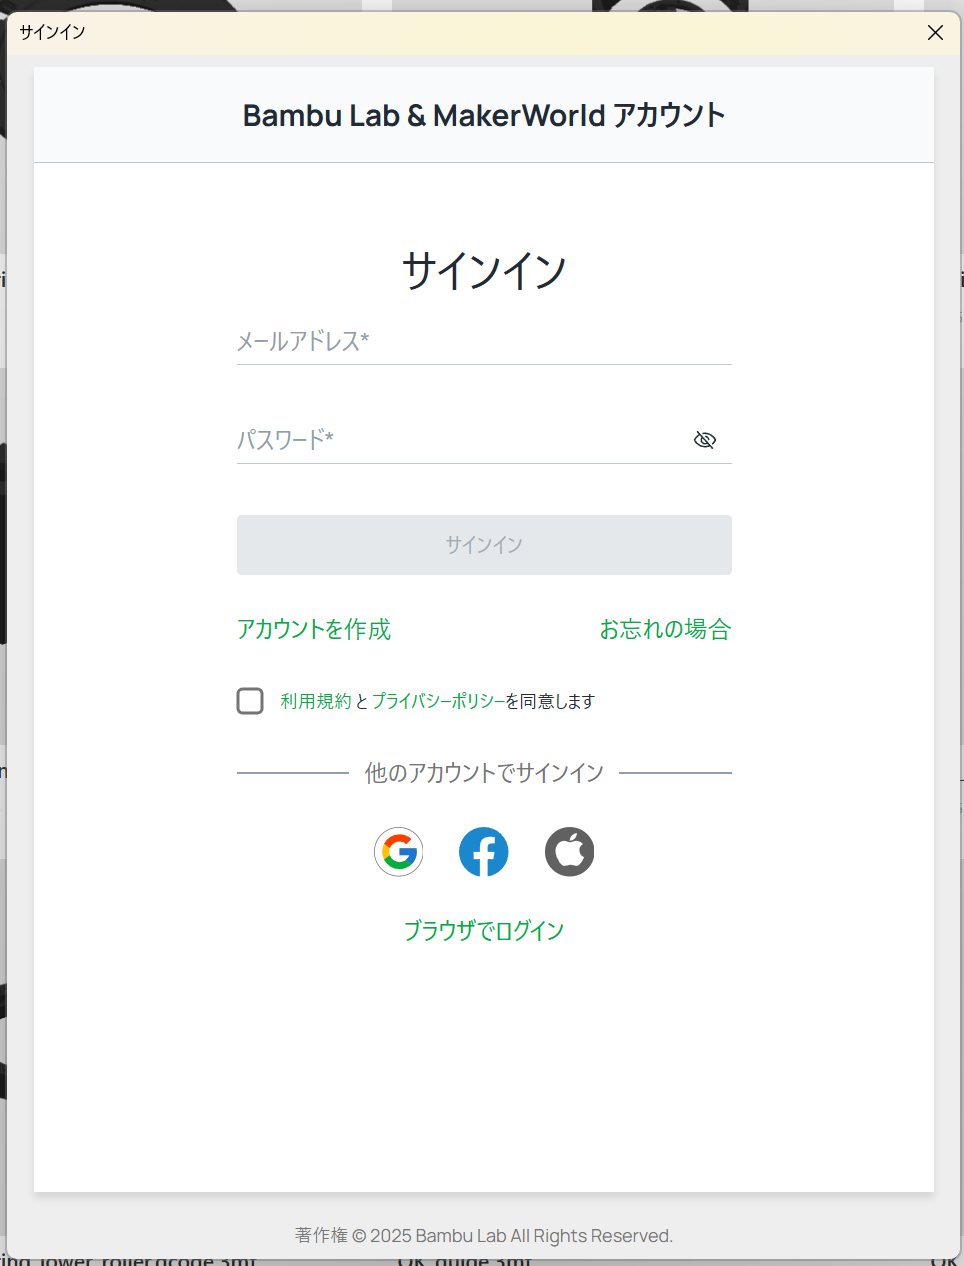 サインイン
Bambu Lab & MakerWorld アカウント
サインイン
メールアドレス*
パスワード*
サインイン
アカウントを作成
お忘れの場合
利用規約 と プライバシーポリシーを同意します
他のアカウントでサインイン
ブラウザでログイン
著作権 © 2025 Bambu Lab All Rights Reserved.